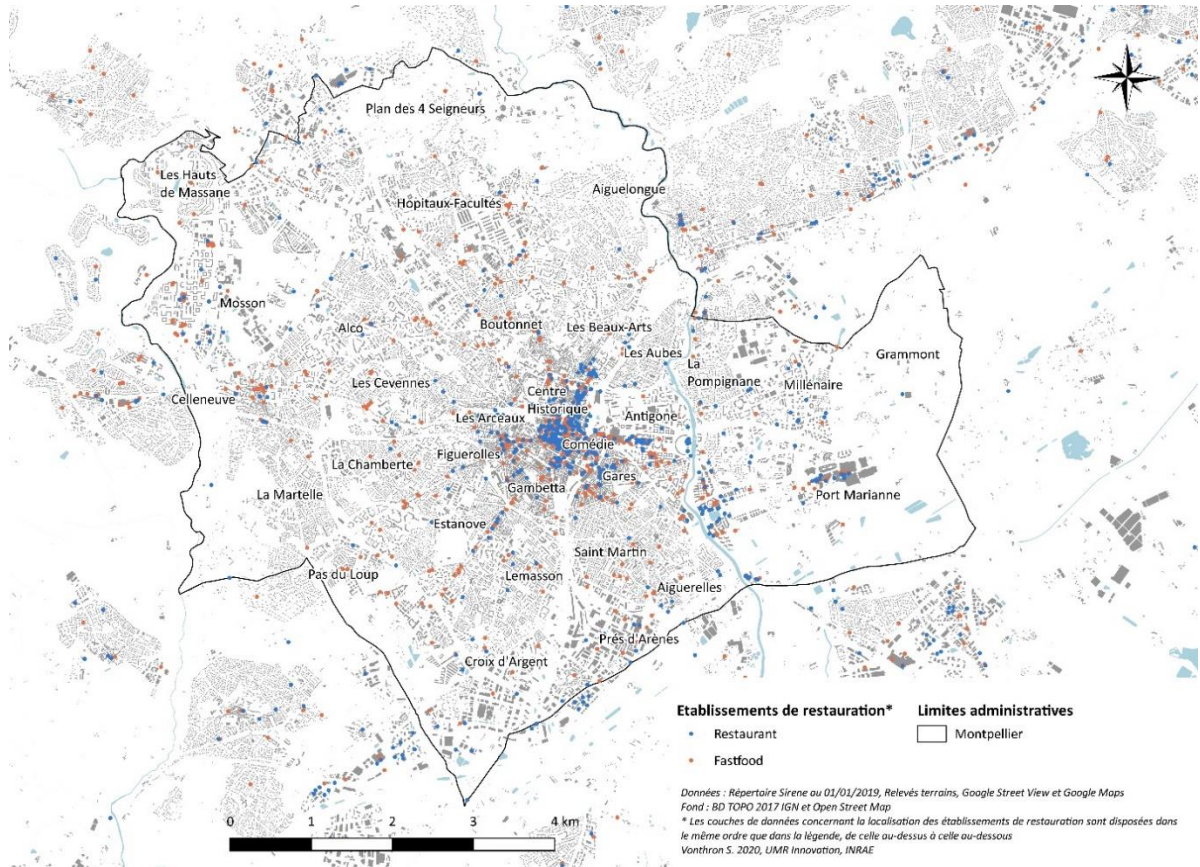 Plan des 4 Seigneurs
Les Hauts
de Massane
Aiguelongue
Hopitaux-Facultés
Mosson
Alco
Boutonnet
Les Beaux-Arts
Les Aubes
La
Pompignane
Grammont
Millénaire
Les Cevennes
Centre
Historique
Celleneuve
Les Arceaux
Antigone
Comédie
Figuerolles
La Chamberte
Gares
Gambetta
Port Marianne
La Martelle
Estanove
Saint Martin
Pas du Loup
Lemasson
Aiguerelles
Prés d'Arènes
Croix d'Argent
Etablissements de restauration* Limites administratives
Restaurant Montpellier
Fastfood
Données : Répertoire Sirene au 01/01/2019, Relevés terrains, Google Street View et Google Maps
Fond : BD TOPO 2017 IGN et Open Street Map
* Les couches de données concernant la localisation des établissements de restauration sont disposées dans
le même ordre que dans la légende, de celle au-dessus à celle au-dessous
Vonthron S. 2020, UMR Innovation, INRAE
0 1 2 4 km